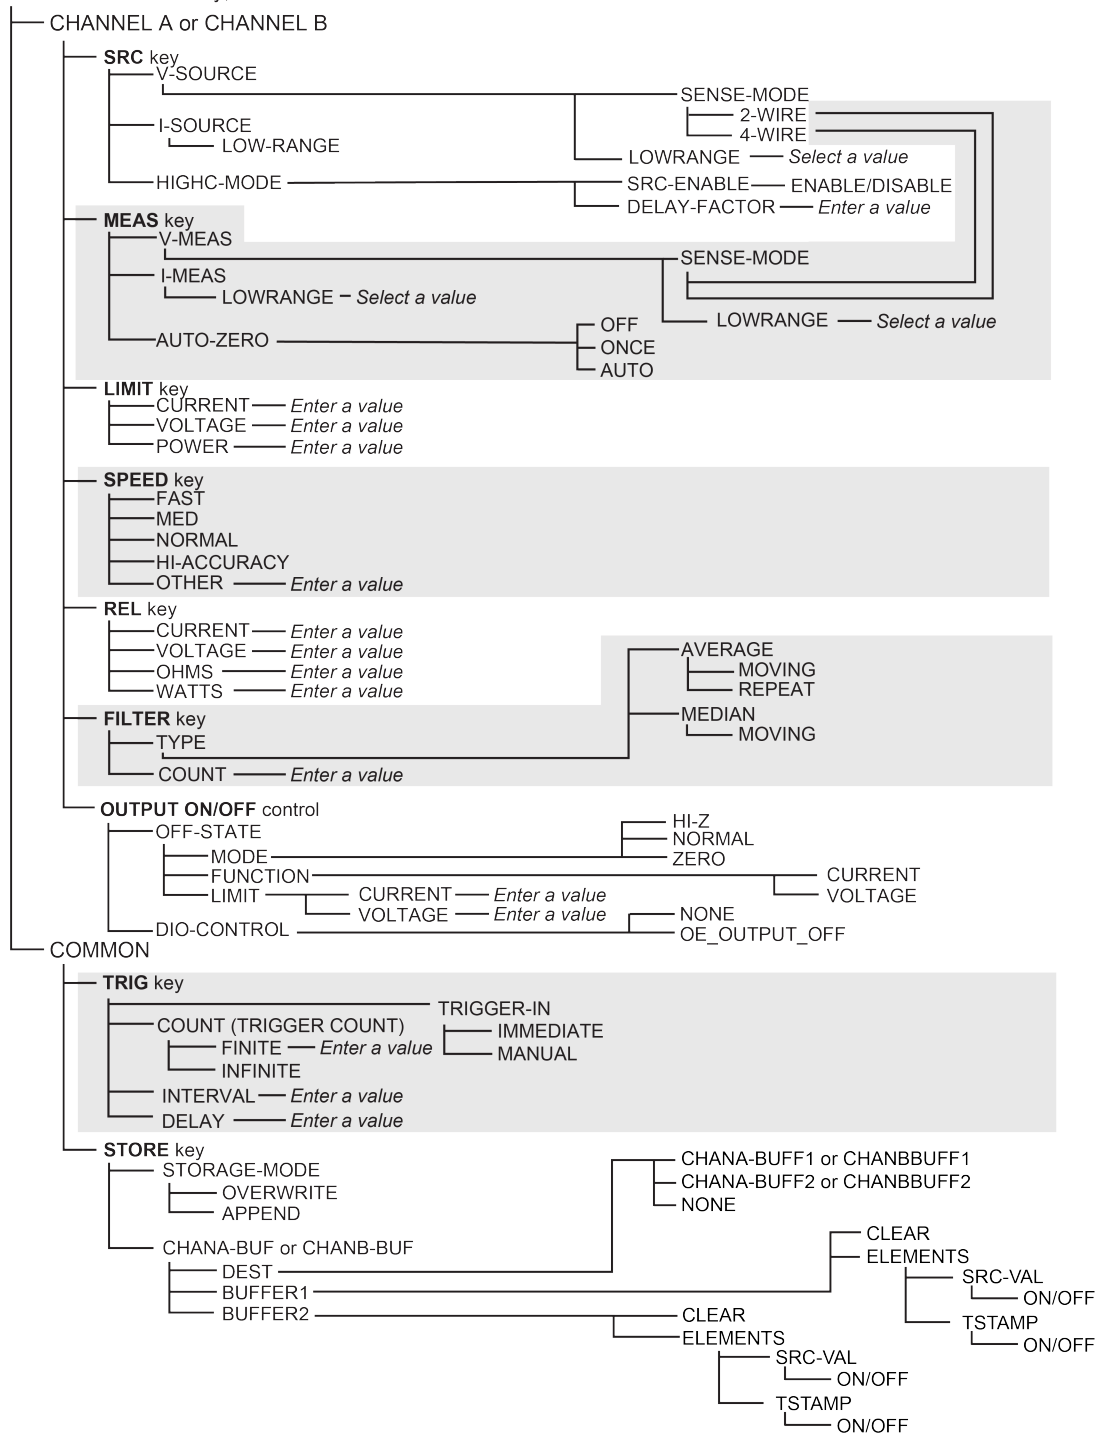 CHANNEL A or CHANNEL B
SRC key
V-SOURCE
SENSE-MODE
2-WIRE
4-WIRE
I-SOURCE
LOW-RANGE
LOWRANGE Select a value
HIGHC-MODE
SRC-ENABLE ENABLE/DISABLE
DELAY-FACTOR Enter a value
MEAS key
V-MEAS
SENSE-MODE
I-MEAS
LOWRANGE Select a value
LOWRANGE Select a value
AUTO-ZERO
OFF
ONCE
AUTO
LIMIT key
CURRENT Enter a value
VOLTAGE Enter a value
POWER Enter a value
SPEED key
FAST
MED
NORMAL
HI-ACCURACY
OTHER Enter a value
REL key
CURRENT Enter a value
VOLTAGE Enter a value
OHMS Enter a value
WATTS Enter a value
AVERAGE
MOVING
REPEAT
MEDIAN
MOVING
FILTER key
TYPE
COUNT Enter a value
OUTPUT ON/OFF control
OFF-STATE
HI-Z
NORMAL
ZERO
MODE
FUNCTION
CURRENT
VOLTAGE
LIMIT
CURRENT Enter a value
VOLTAGE Enter a value
DIO-CONTROL
NONE
OE_OUTPUT_OFF
COMMON
TRIG key
TRIGGER-IN
IMMEDIATE
MANUAL
COUNT (TRIGGER COUNT)
FINITE Enter a value
INFINITE
INTERVAL Enter a value
DELAY Enter a value
STORE key
STORAGE-MODE
OVERWRITE
APPEND
CHANA-BUFF1 or CHANBBUFF1
CHANA-BUFF2 or CHANBBUFF2
NONE
CHANA-BUF or CHANB-BUF
DEST
BUFFER1
BUFFER2
CLEAR
ELEMENTS
SRC-VAL
ON/OFF
TSTAMP
ON/OFF
CLEAR
ELEMENTS
SRC-VAL
ON/OFF
TSTAMP
ON/OFF